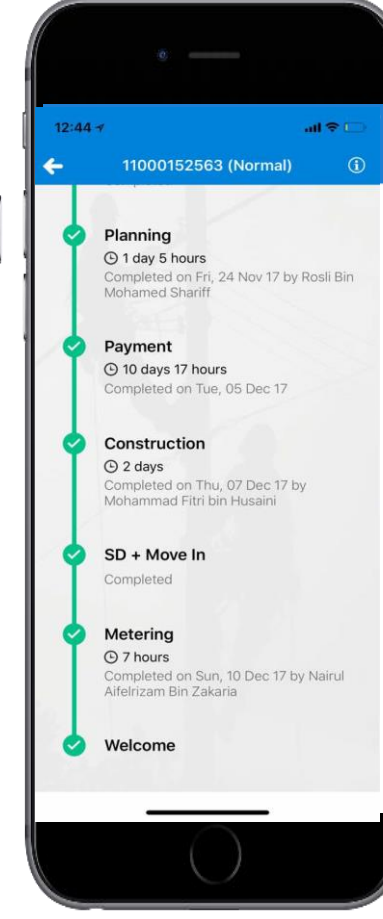 12:44
11000152563 (Normal)
Planning
1 day 5 hours
Completed on Fri, 24 Nov 17 by Rosli Bin
Mohamed Shariff
Payment
10 days 17 hours
Completed on Tue, 05 Dec 17
Construction
2 days
Completed on Thu, 07 Dec 17 by
Mohammad Fitri bin Husaini
SD + Move In
Completed
Metering
7 hours
Completed on Sun, 10 Dec 17 by Nairul
Aifelrizam Bin Zakaria
Welcome